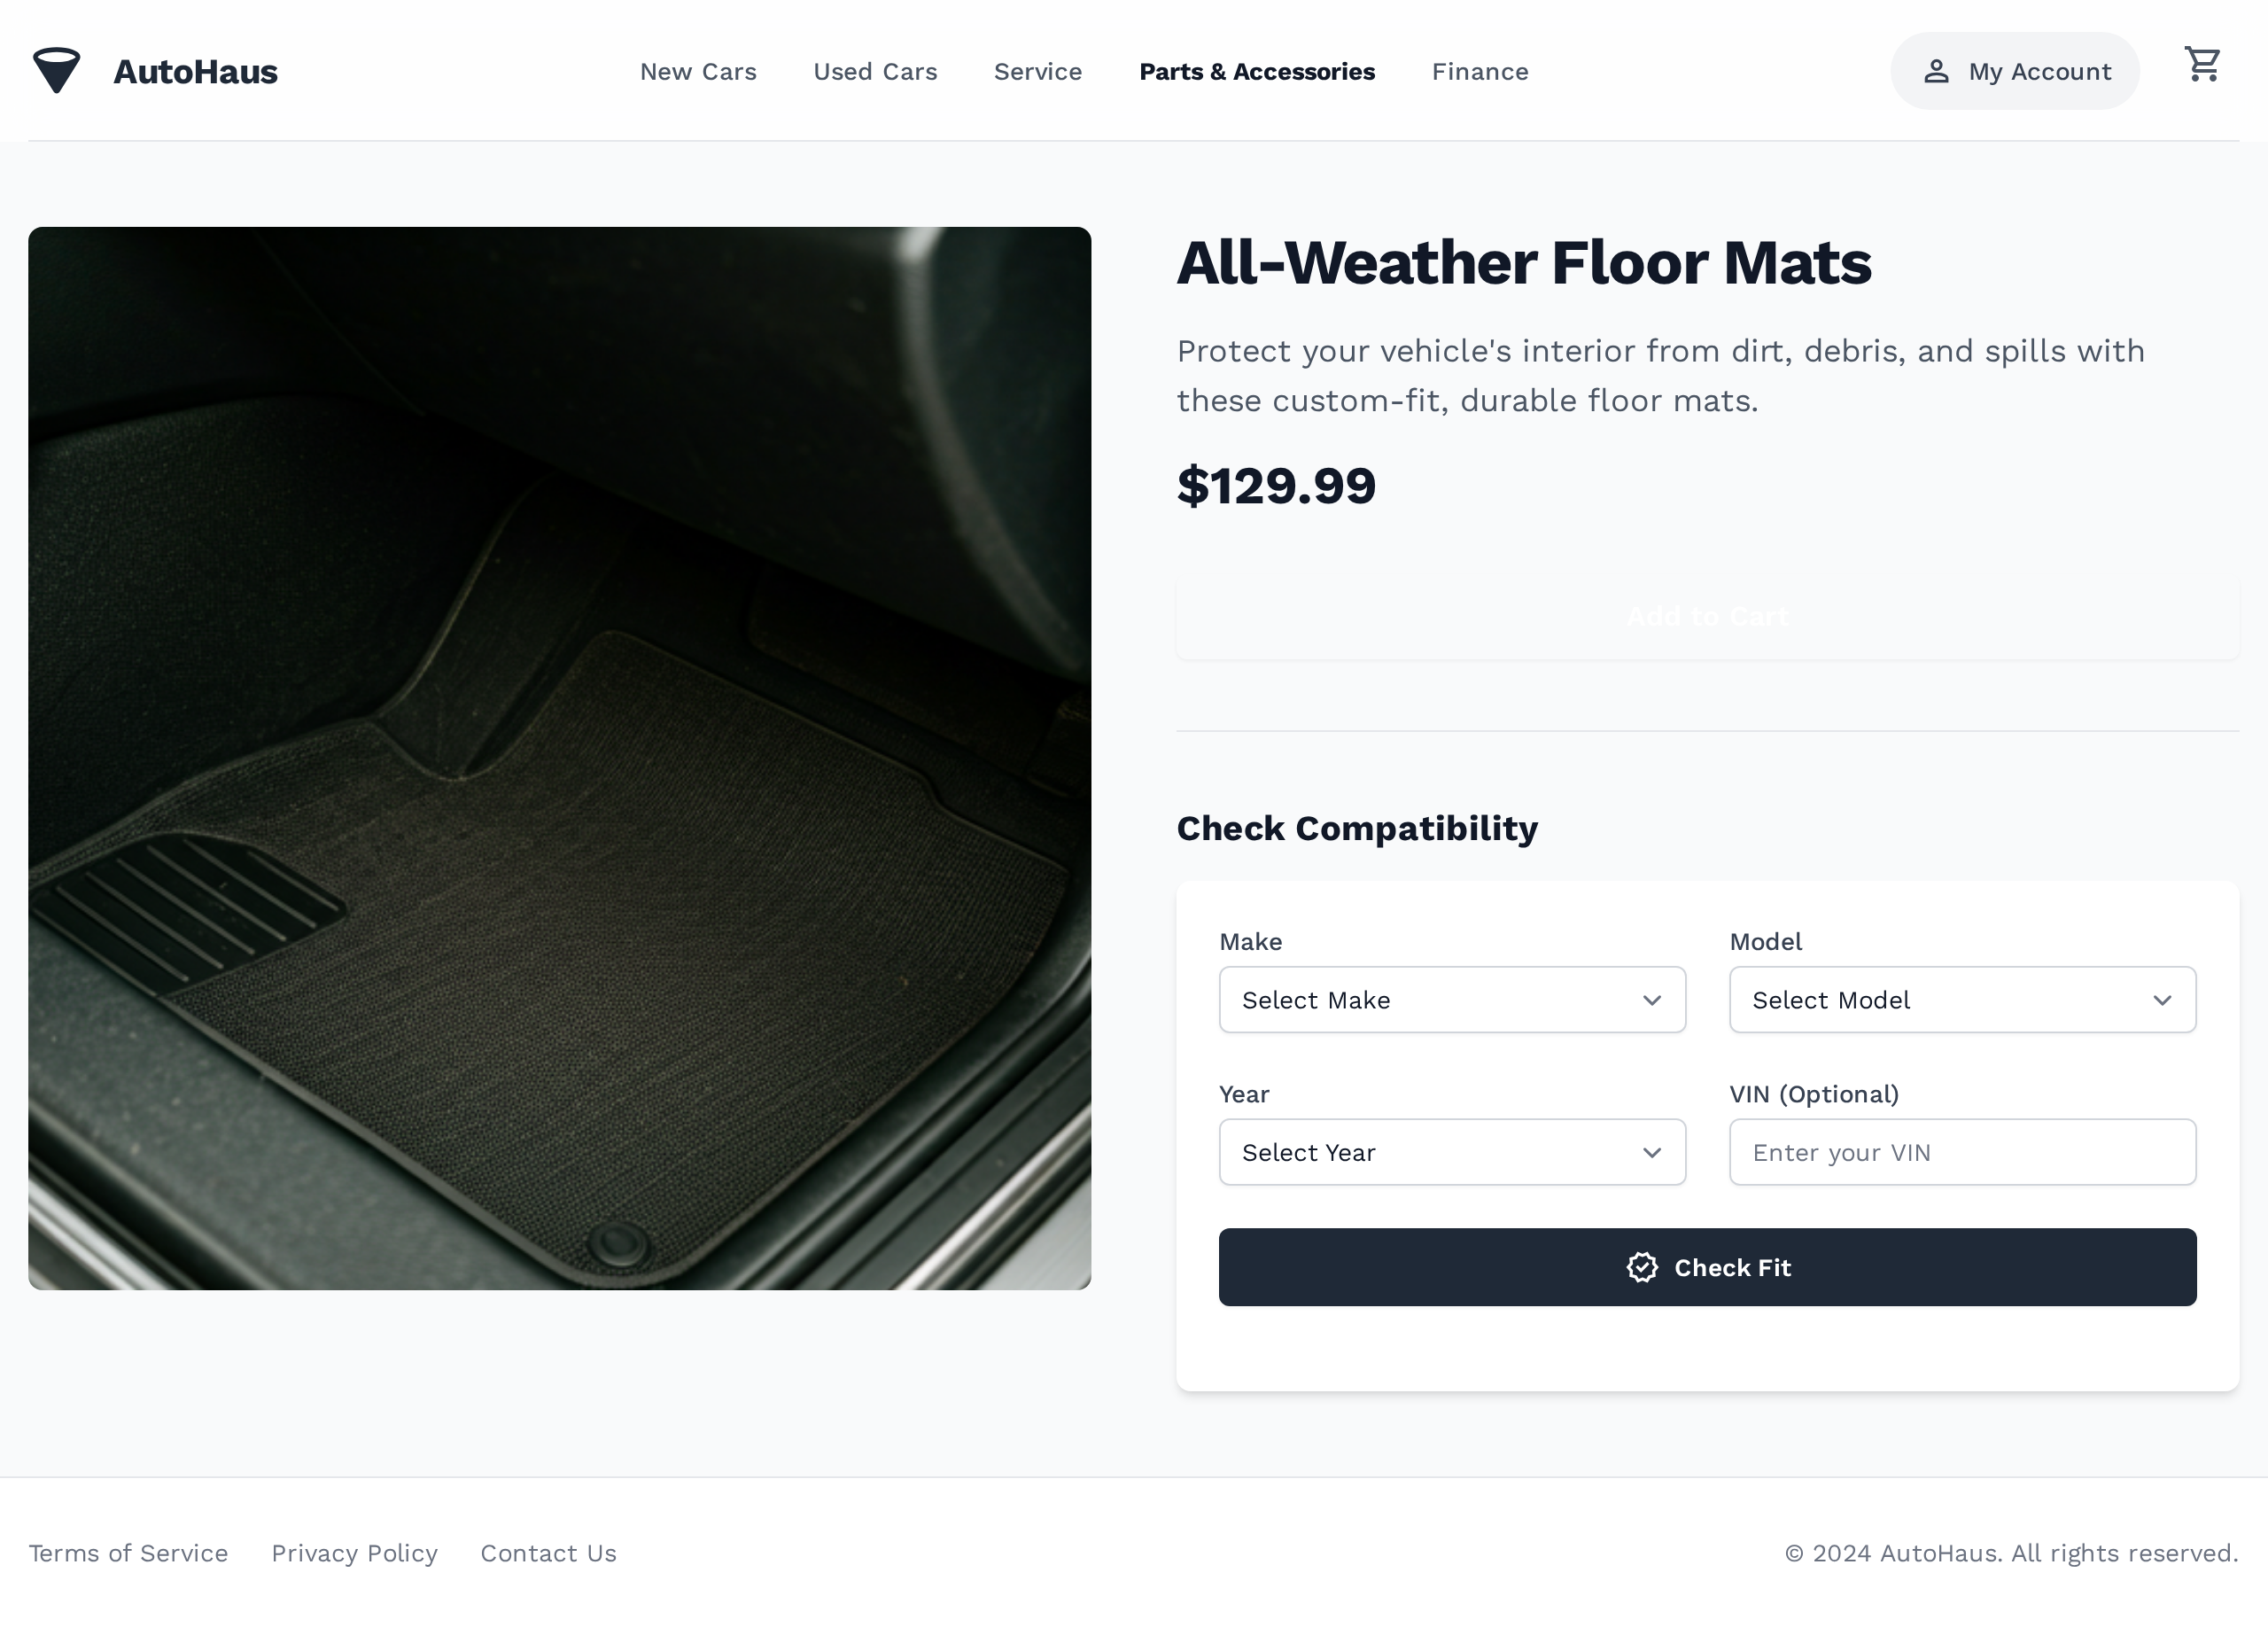 AutoHaus
New Cars
Used Cars
Service
Parts & Accessories
Finance
My Account
All-Weather Floor Mats
Protect your vehicle's interior from dirt, debris, and spills with
these custom-fit, durable floor mats.
$129.99
Add to Cart
Check Compatibility
Make
Model
Select Make
Select Model
Year
VIN (Optional)
Select Year
Enter your VIN
Check Fit
Terms of Service
Privacy Policy
Contact Us
© 2024 AutoHaus. All rights reserved.